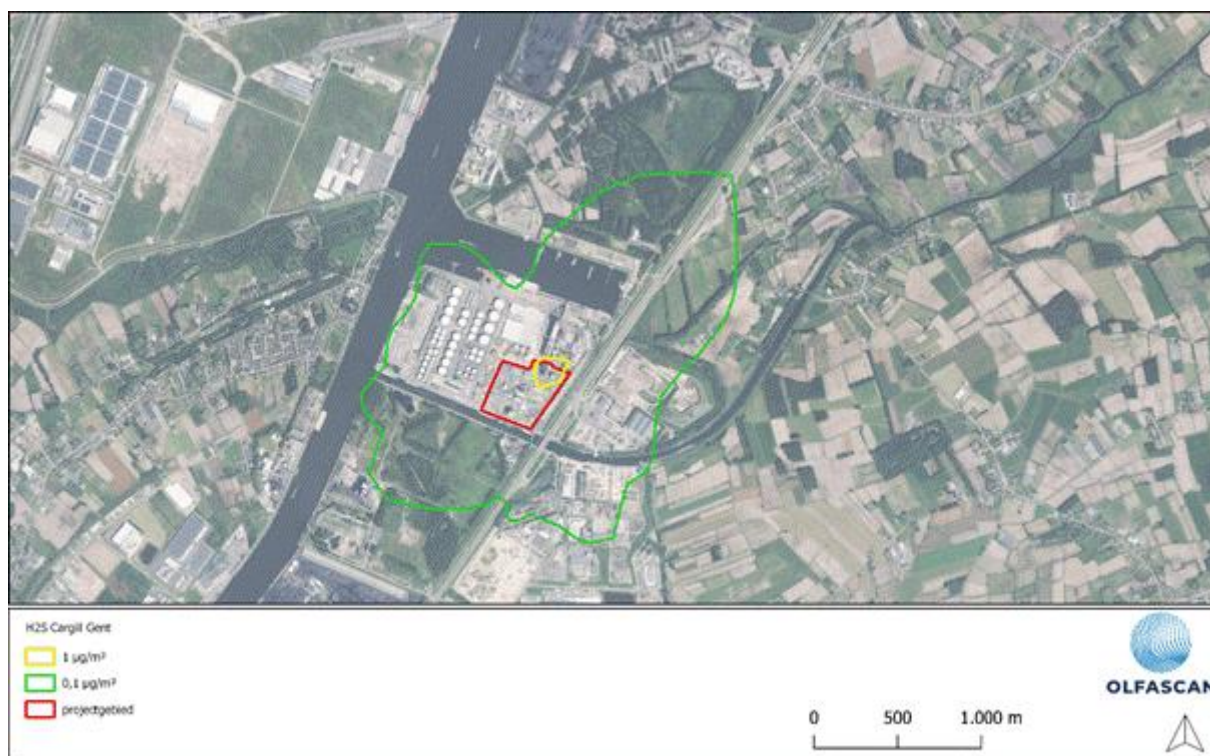 H2S Cargill Gent
1 µg/m³
0,1 µg/m³
projectgebied
OLFASCAN
0 500 1.000 m